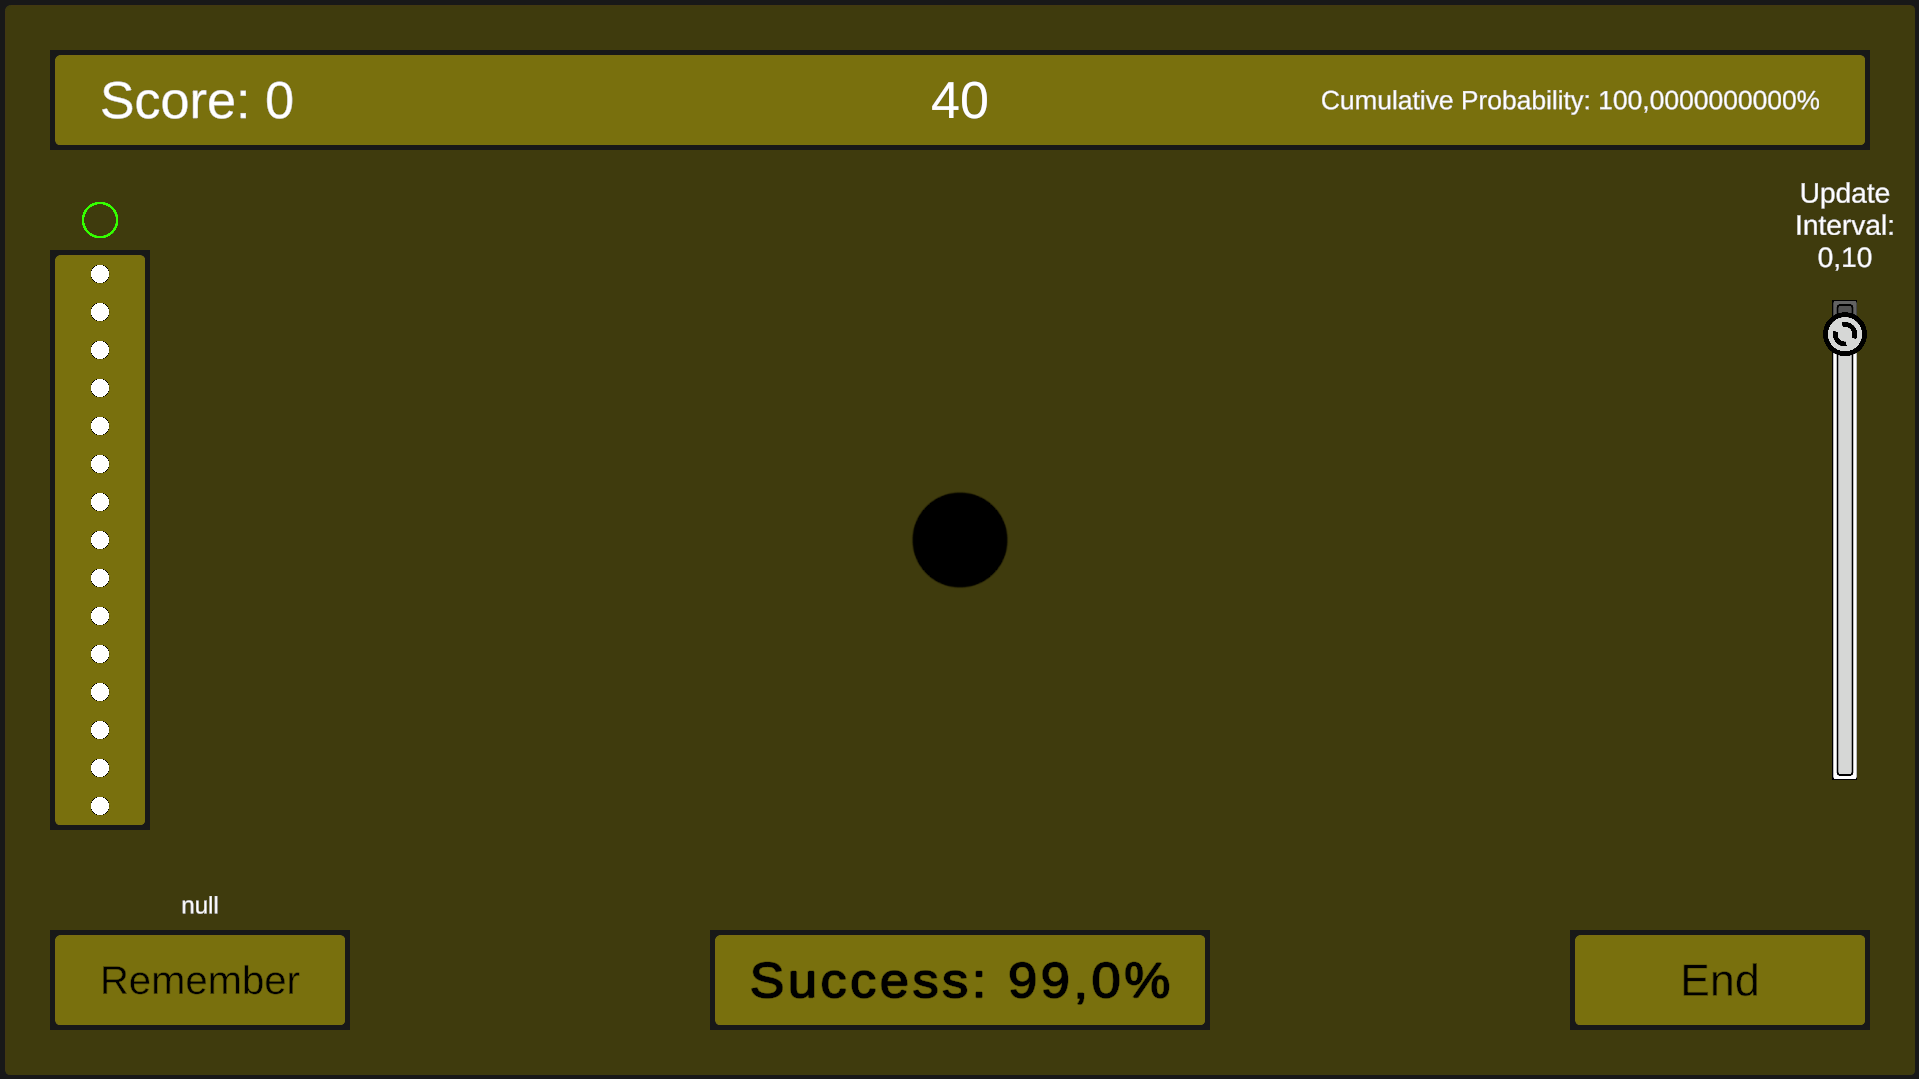 Score: 0
40
Cumulative Probability: 100,0000000000%
Update
Interval:
0,10
null
Remember
Success: 99,0%
End